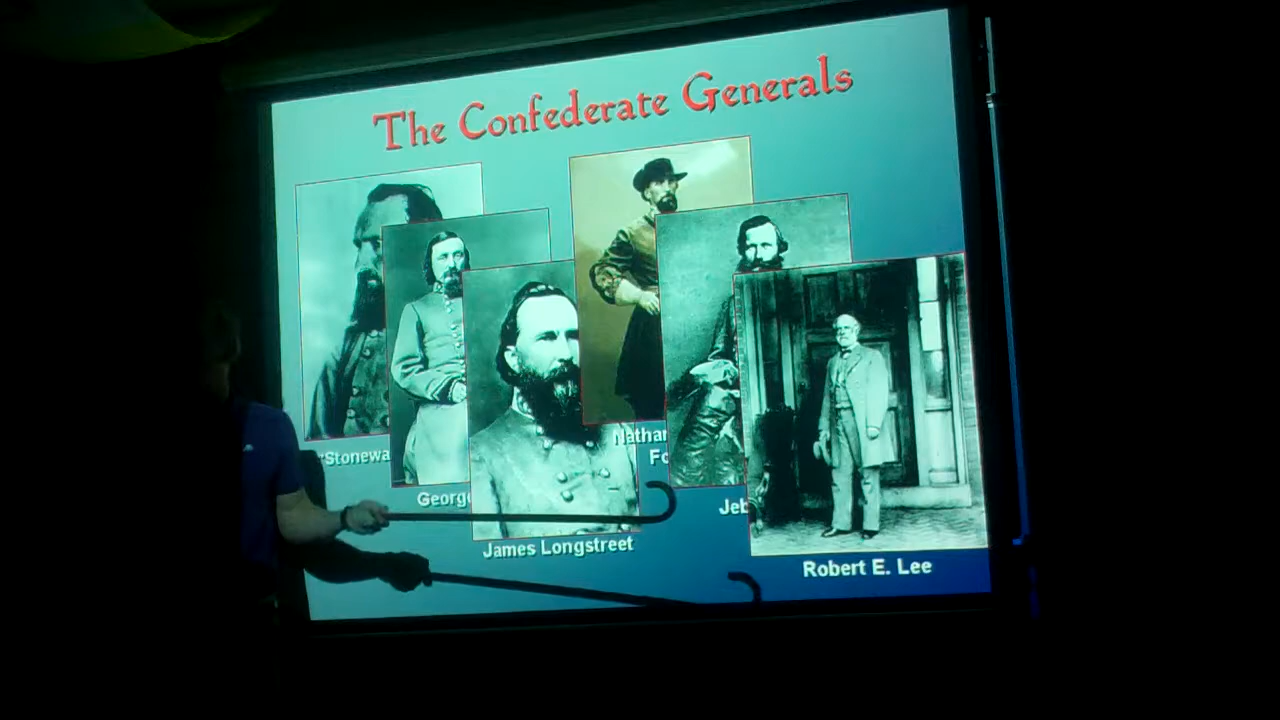 The Confederate Generals
"Stonewa
George
James Longstreet
Nathan
Fo
Jeb
Robert E. Lee